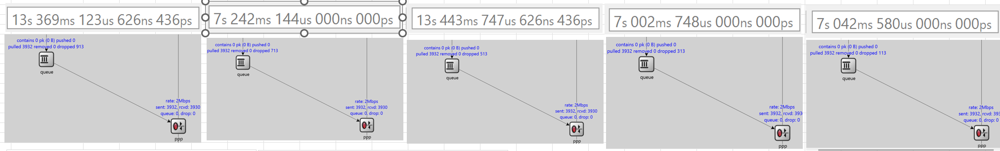 13s 369ms 123us 626ns 436ps
contains 0 pk (0 B) pushed 0
pulled 3932 removed 0 dropped 913
queue
rate: 2Mbps
sent: 3932, rcvd: 3930
queue: 0, drop: 0
ppp
7s 242ms 144us 000ns 000ps
contains 0 pk (0 B) pushed 0
pulled 3932 removed 0 dropped 713
queue
rate: 2Mbps
sent: 3932, rcvd: 3930
queue: 0, drop: 0
ppp
13s 443ms 747us 626ns 436ps
contains 0 pk (0 B) pushed 0
pulled 3932 removed 0 dropped 513
queue
rate: 2Mbps
sent: 3932, rcvd: 3930
queue: 0, drop: 0
ppp
7s 002ms 748us 000ns 000ps
contains 0 pk (0 B) pushed 0
pulled 3932 removed 0 dropped 313
queue
rate: 2Mbps
sent: 3932, rcvd: 393
queue: 0, drop: 0
ppp
7s 042ms 580us 000ns 000ps
contains 0 pk (0 B) pushed 0
pulled 3932 removed 0 dropped 113
queue
rate: 2Mbps
sent: 3932, rcvd: 393
queue: 0, drop: 0
ppp